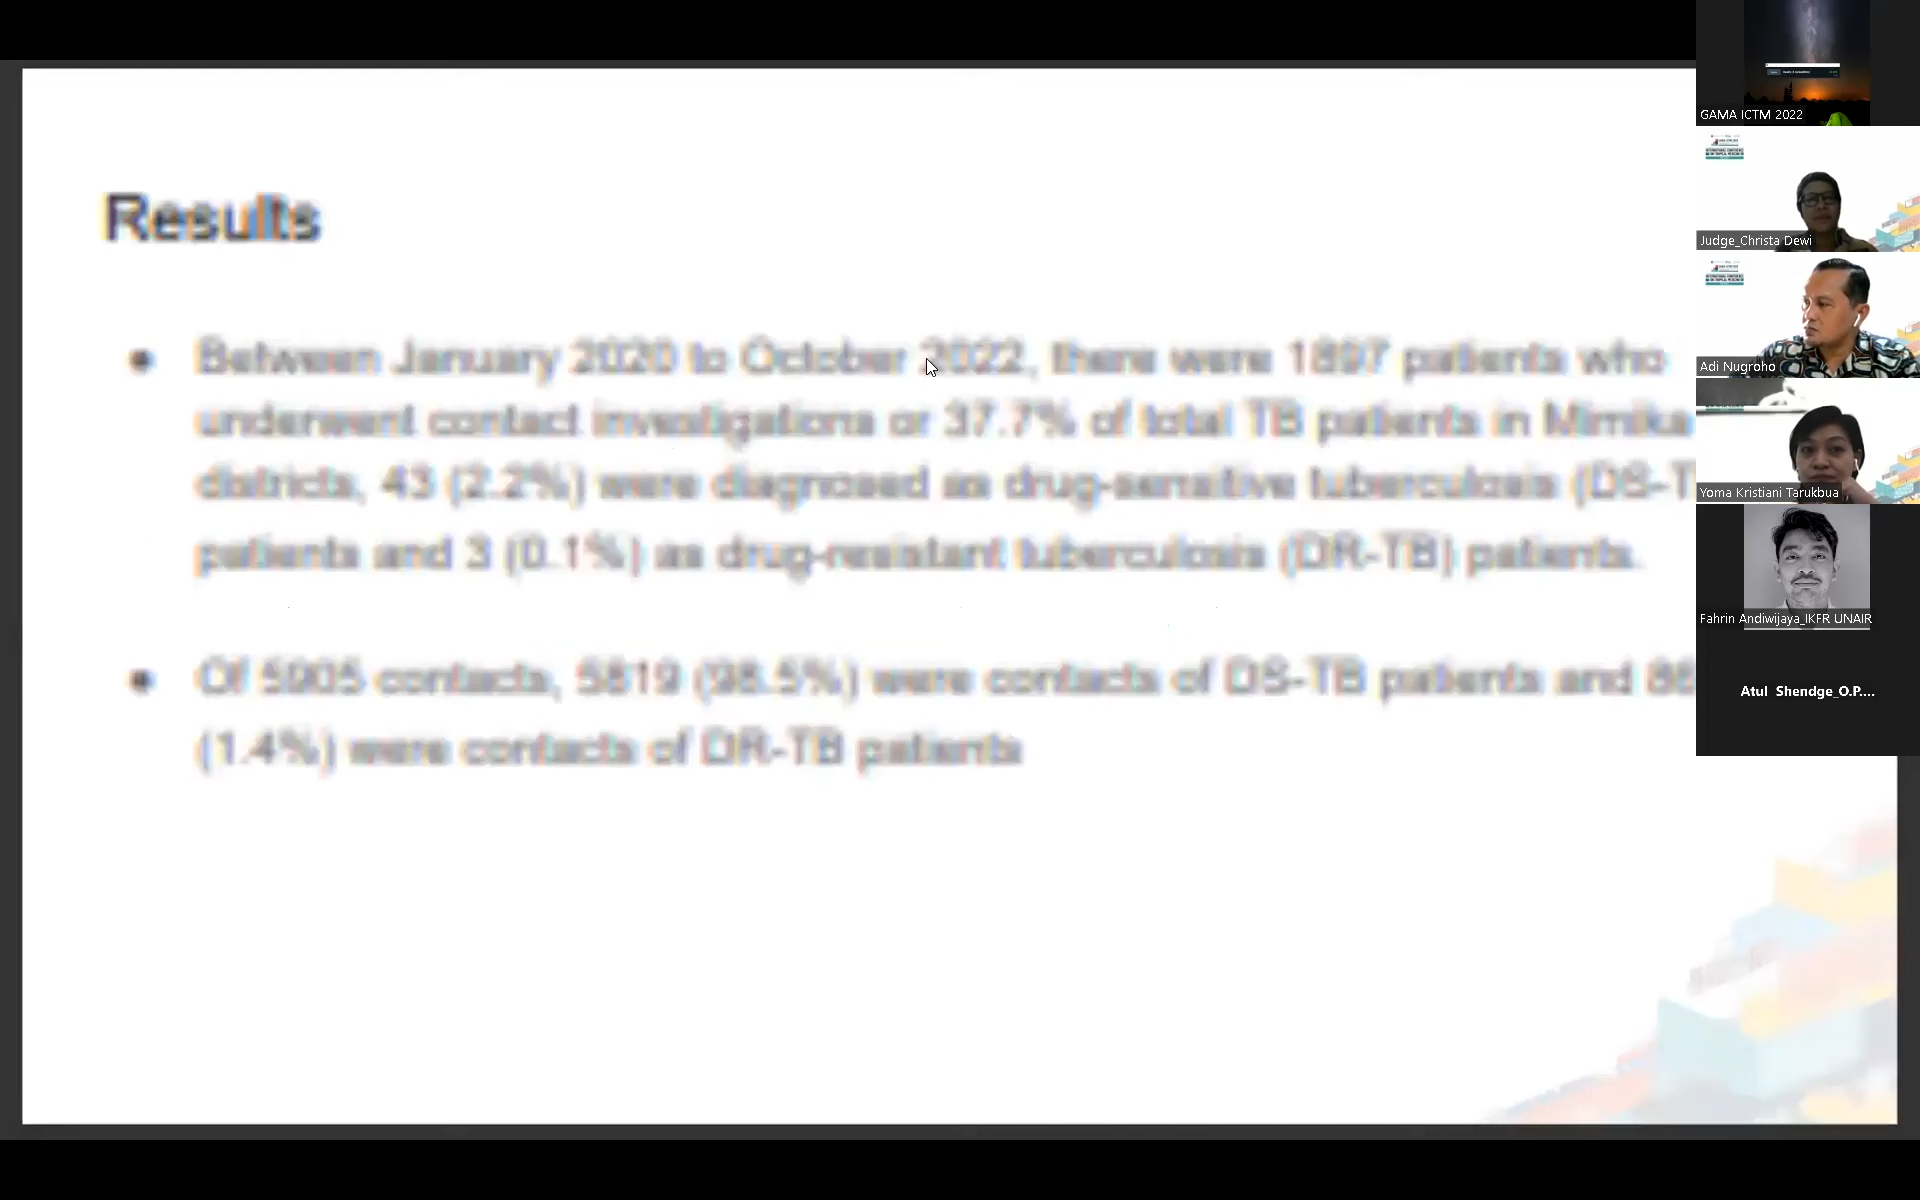 Results
• Between January 2020 to October 2022, there were 1897 patients who
underwent contact investigations or 37.7% of total TB patients in Mimika
districts, 43 (2.2%) were diagnosed as drug-sensitive tuberculosis (DS-T
patients and 3 (0.1%) as drug-resistant tuberculosis (DR-TB) patients.
• Of 5905 contacts, 5819 (98.5%) were contacts of DS-TB patients and 86
(1.4%) were contacts of DR-TB patients
GAMA ICTM 2022
Judge_Christa Dewi
Adi Nugroho
Yoma Kristiani Tarukbua
Fahrin Andiwijaya_IKFR UNAIR
Atul Shendge_O.P....